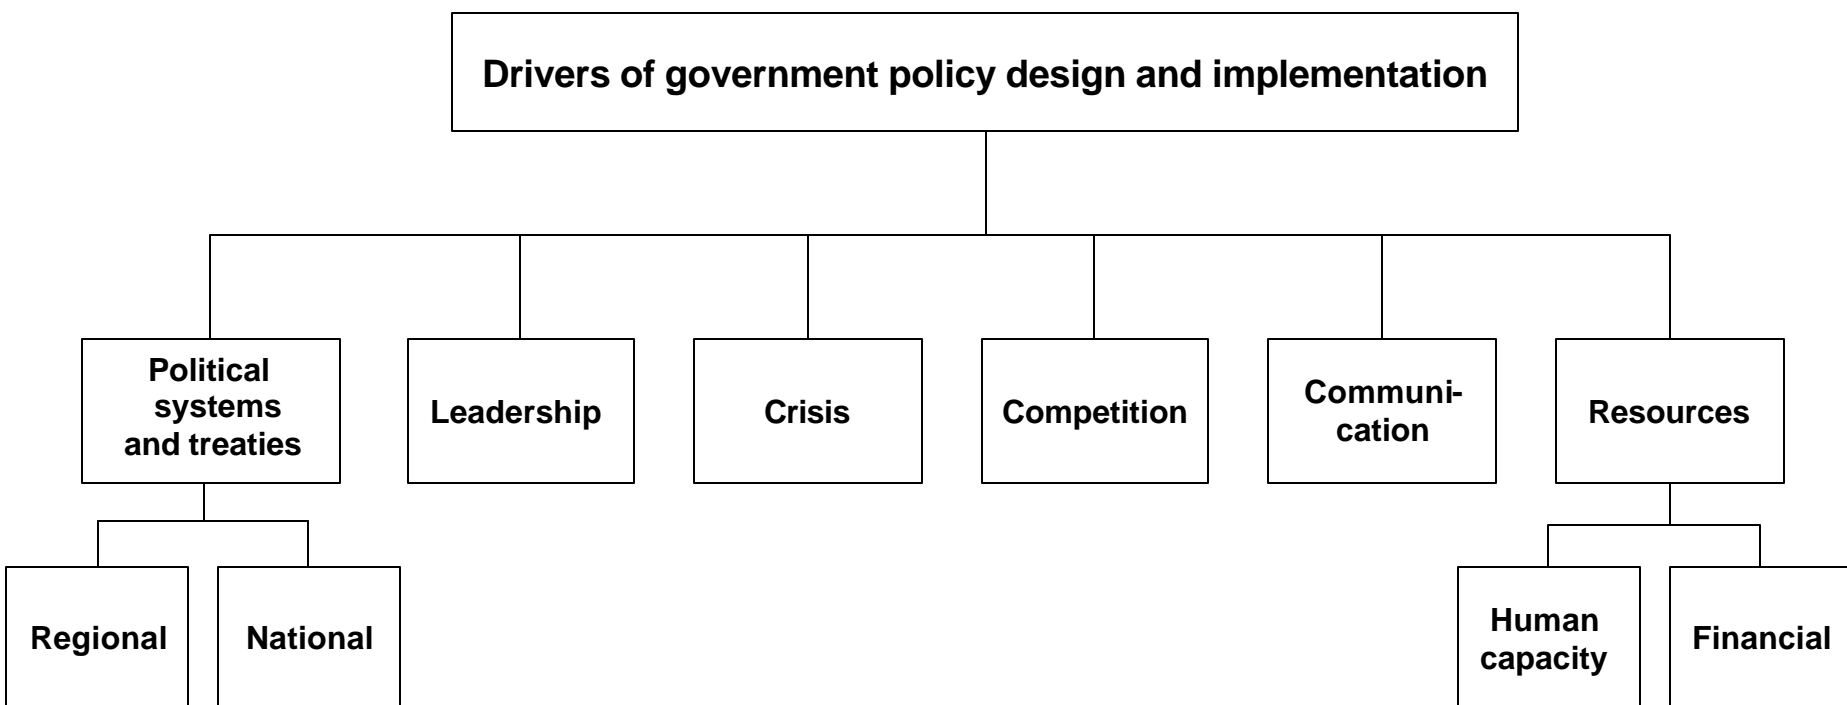 Drivers of government policy design and implementation
Political
systems
and treaties
Leadership
Crisis
Competition
Communi-
cation
Resources
Regional
National
Human
capacity
Financial